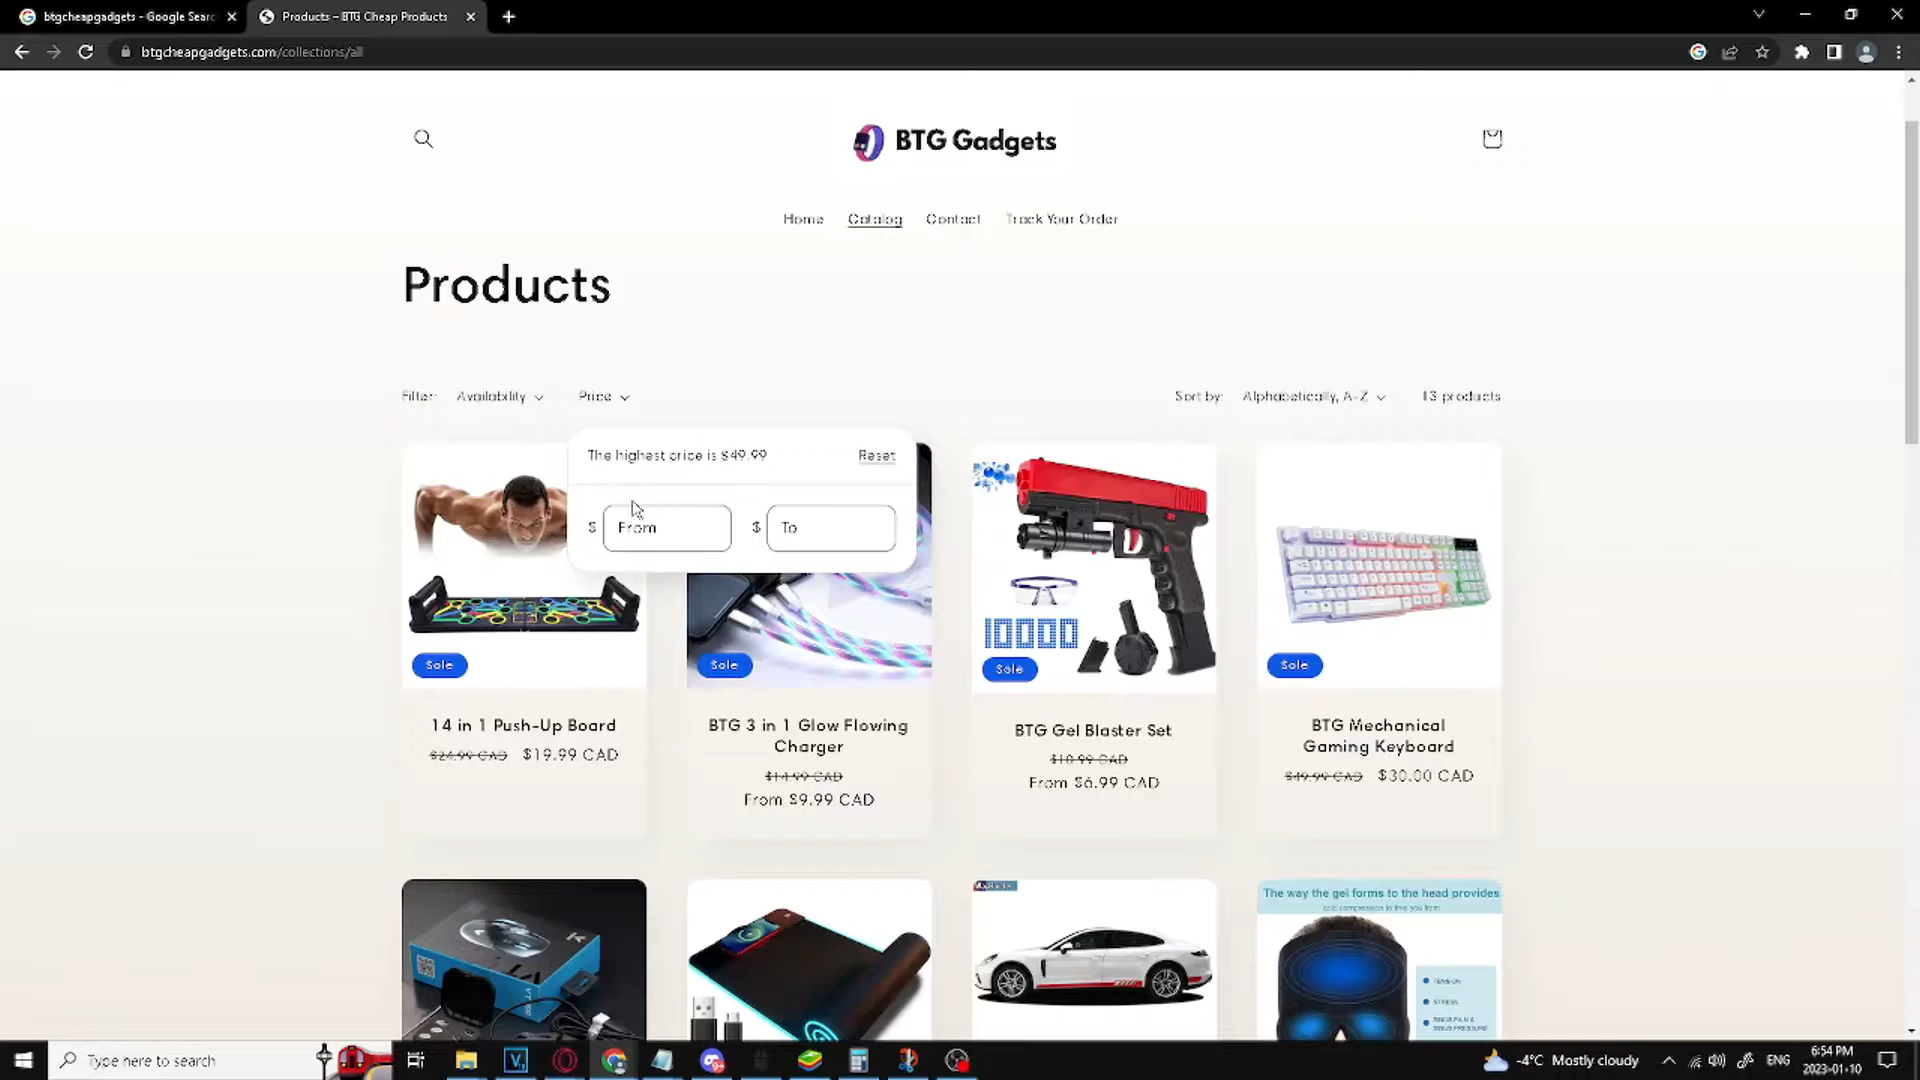 btgcheapgadgets - Google Sear
Products – BTG Cheap Products
btgcheapgadgets.com/collections/all
BTG Gadgets
Home Catalog Contact Track Your Order
Products
Filter: Availability Price
Sort by: Alphabetically, A-Z 13 products
The highest price is $49.99 Reset
$ From $ To
10000
Sale
Sale
Sale
Sale
14 in 1 Push-Up Board
$24.99 CAD $19.99 CAD
BTG 3 in 1 Glow Flowing
Charger
$14.99 CAD
From $9.99 CAD
BTG Gel Blaster Set
$10.99 CAD
From $6.99 CAD
BTG Mechanical
Gaming Keyboard
$49.99 CAD $30.00 CAD
The way the gel forms to the head provides
TENSION
STRESS
Type here to search
-4°C Mostly cloudy
ENG
6:54 PM
2023-01-10